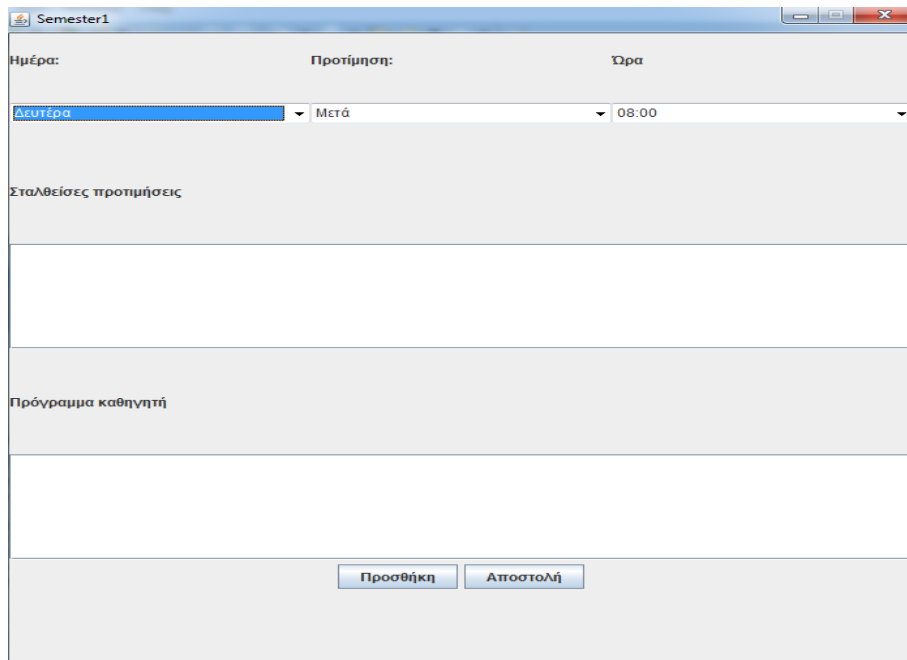 Semester1
Ημέρα: Προτίμηση: Ώρα
Δευτέρα Μετά 08:00
Σταλθείσες προτιμήσεις
Πρόγραμμα καθηγητή
Προσθήκη Αποστολή